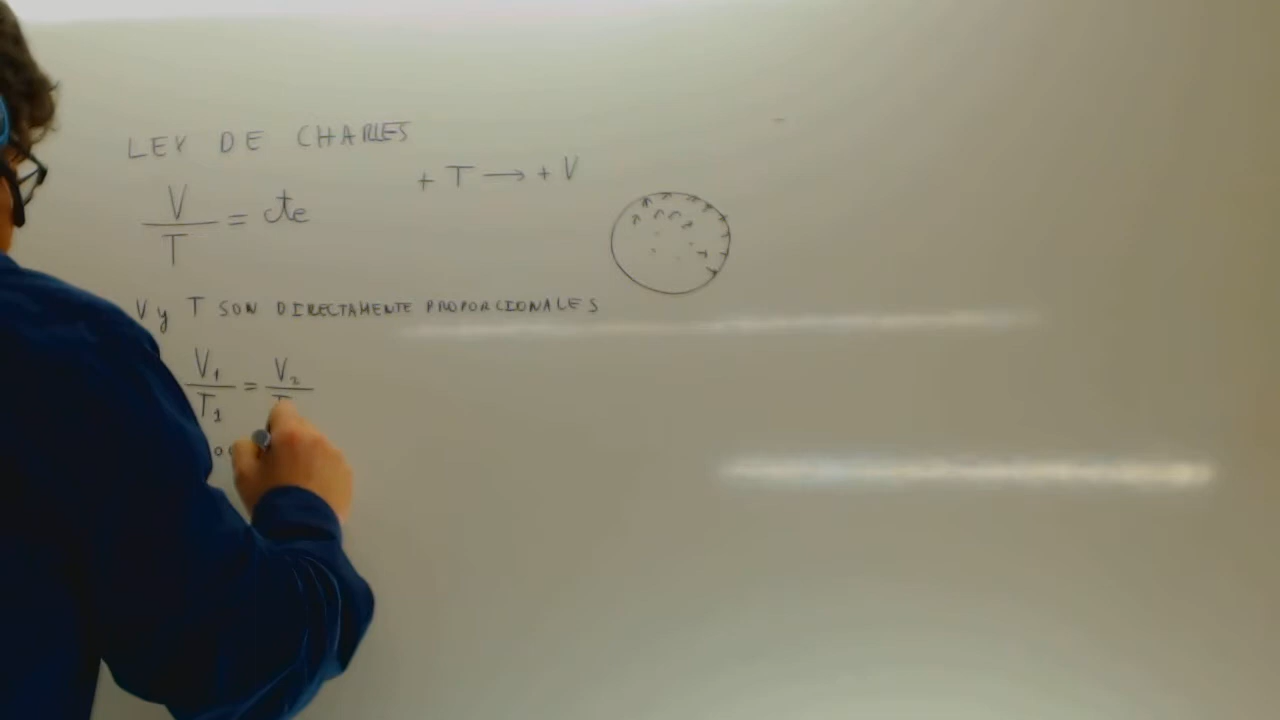 LEY DE CHARLES
V/T = cte
+ T → + V
V y T SON DIRECTAMENTE PROPORCIONALES
V₁/T₁ = V₂/T